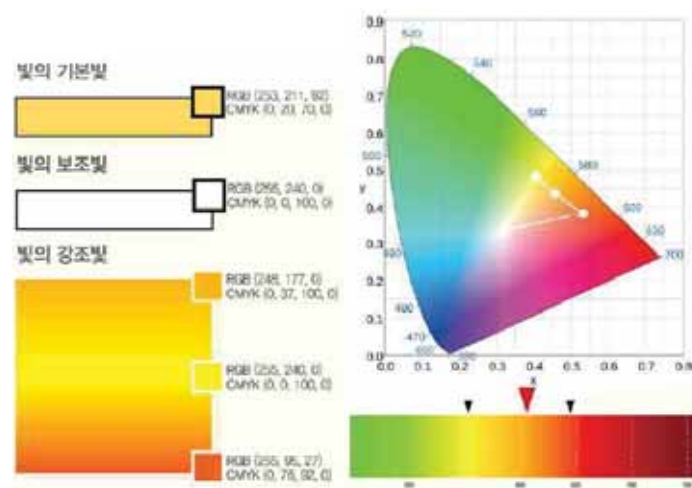 빛의 기본빛
RGB (253, 211, 92)
CMYK (0, 20, 70, 0)
빛의 보조빛
RGB (255, 240, 0)
CMYK (0, 0, 100, 0)
빛의 강조빛
RGB (248, 177, 0)
CMYK (0, 37, 100, 0)
RGB (255, 240, 0)
CMYK (0, 0, 100, 0)
RGB (255, 95, 27)
CMYK (0, 76, 92, 0)
0.9
0.8
0.7
0.6
0.5
0.4
0.3
0.2
0.1
0.0
Y
0.0 0.1 0.2 0.3 0.4 0.5 0.6 0.7 0.8
X
520
540
560
580
600
700
500
480
470